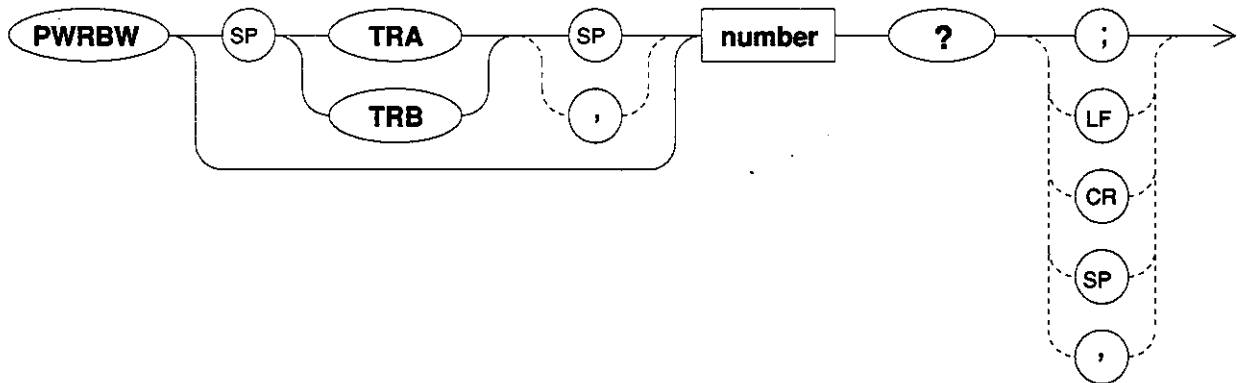 PWRBW SP TRA SP number ? ;
TRB , LF
CR
SP
,